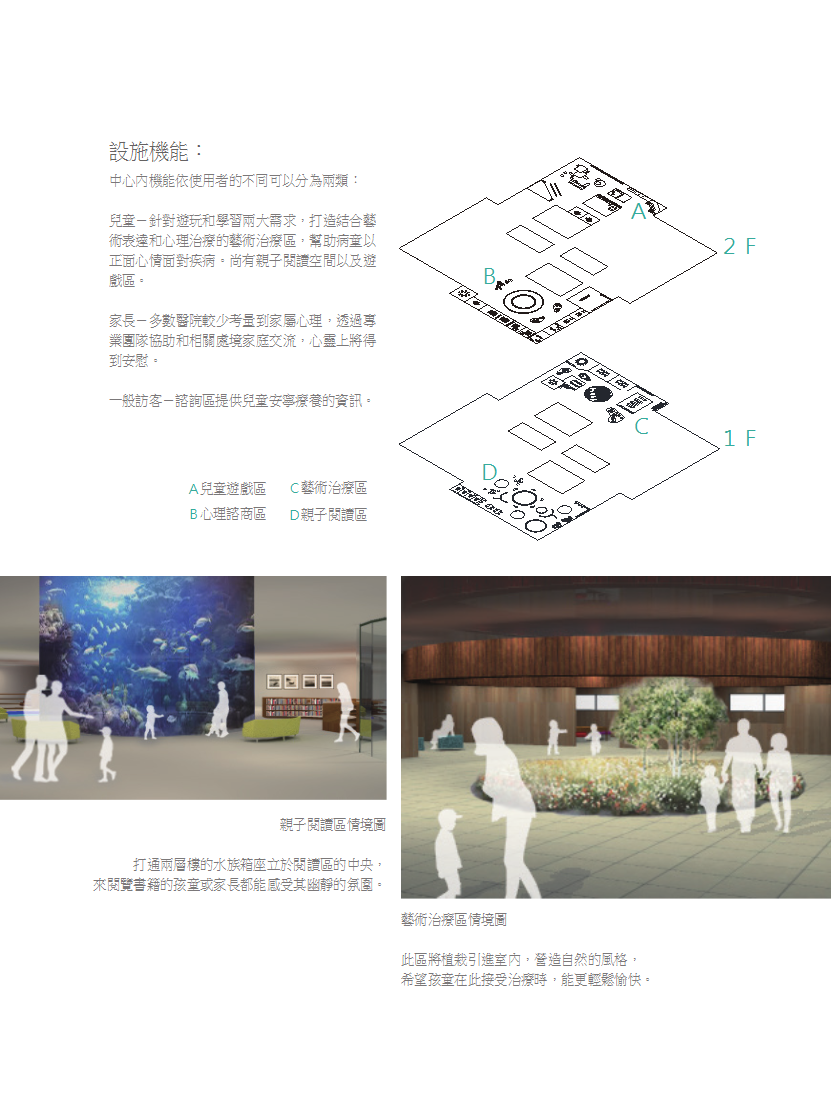 設施機能：
中心內機能依使用者的不同可以分為兩類：
兒童－針對遊玩和學習兩大需求，打造結合藝
術表達和心理治療的藝術治療區，幫助病童以
正面心情面對疾病。尚有親子閱讀空間以及遊
戲區。
家長－多數醫院較少考量到家屬心理，透過專
業團隊協助和相關處境家庭交流，心靈上將得
到安慰。
一般訪客－諮詢區提供兒童安寧療養的資訊。
A兒童遊戲區 C藝術治療區
B心理諮商區 D親子閱讀區
A
2 F
B
C
1 F
D
親子閱讀區情境圖
打通兩層樓的水族箱座立於閱讀區的中央，
來閱覽書籍的孩童或家長都能感受其幽靜的氛圍。
藝術治療區情境圖
此區將植栽引進室內，營造自然的風格，
希望孩童在此接受治療時，能更輕鬆愉快。